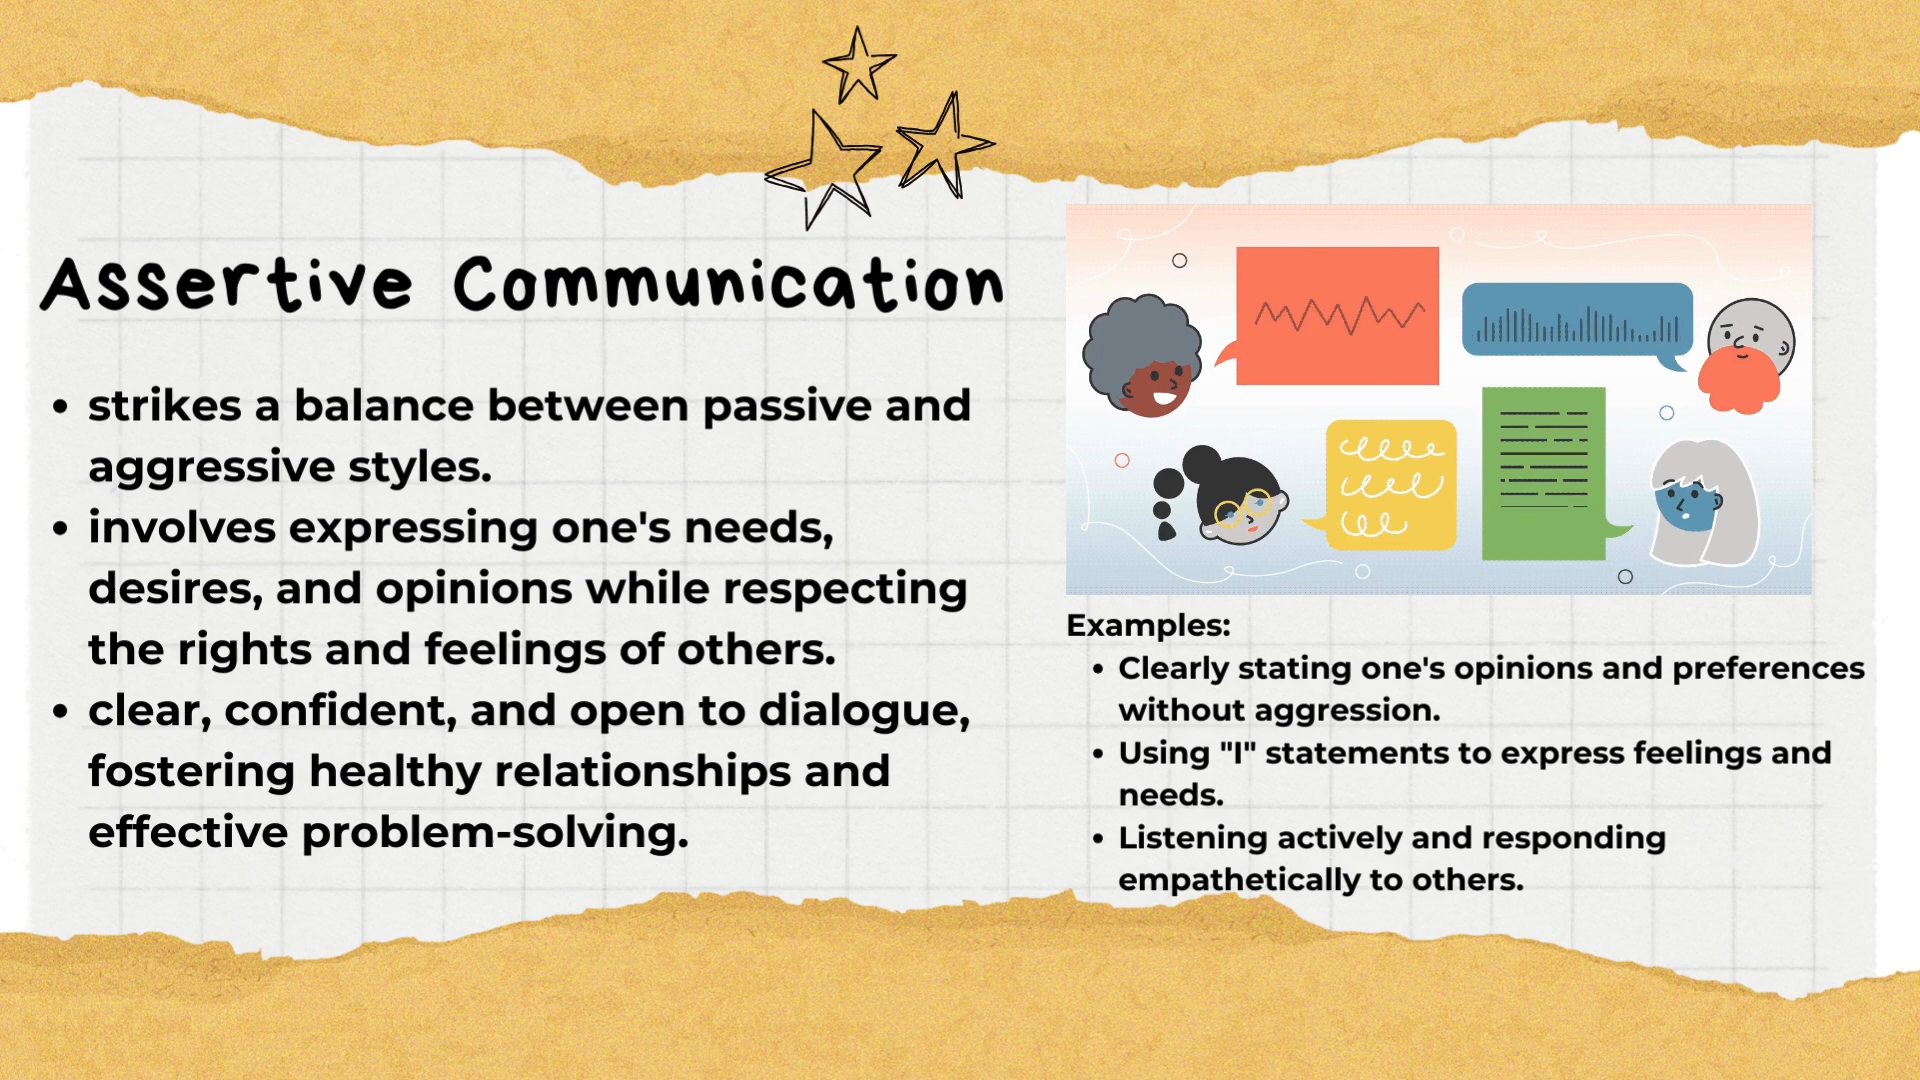 Assertive Communication
• strikes a balance between passive and
aggressive styles.
• involves expressing one's needs,
desires, and opinions while respecting
the rights and feelings of others.
• clear, confident, and open to dialogue,
fostering healthy relationships and
effective problem-solving.
Examples:
• Clearly stating one's opinions and preferences
without aggression.
• Using "I" statements to express feelings and
needs.
• Listening actively and responding
empathetically to others.